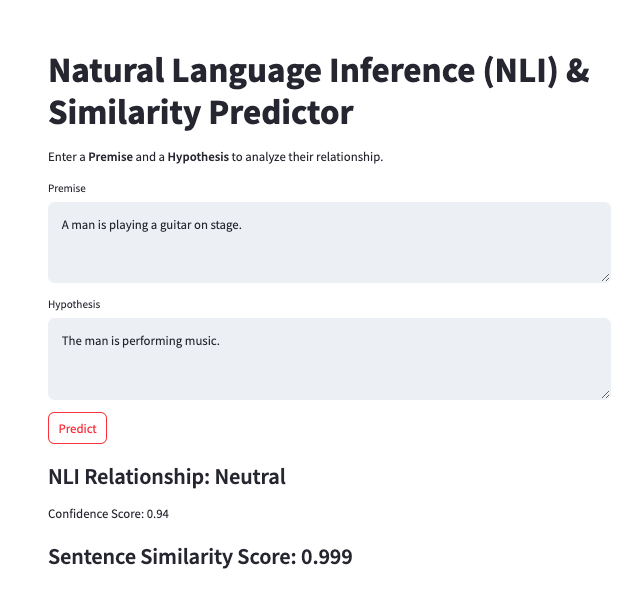 Natural Language Inference (NLI) &
Similarity Predictor
Enter a Premise and a Hypothesis to analyze their relationship.
Premise
A man is playing a guitar on stage.
Hypothesis
The man is performing music.
Predict
NLI Relationship: Neutral
Confidence Score: 0.94
Sentence Similarity Score: 0.999